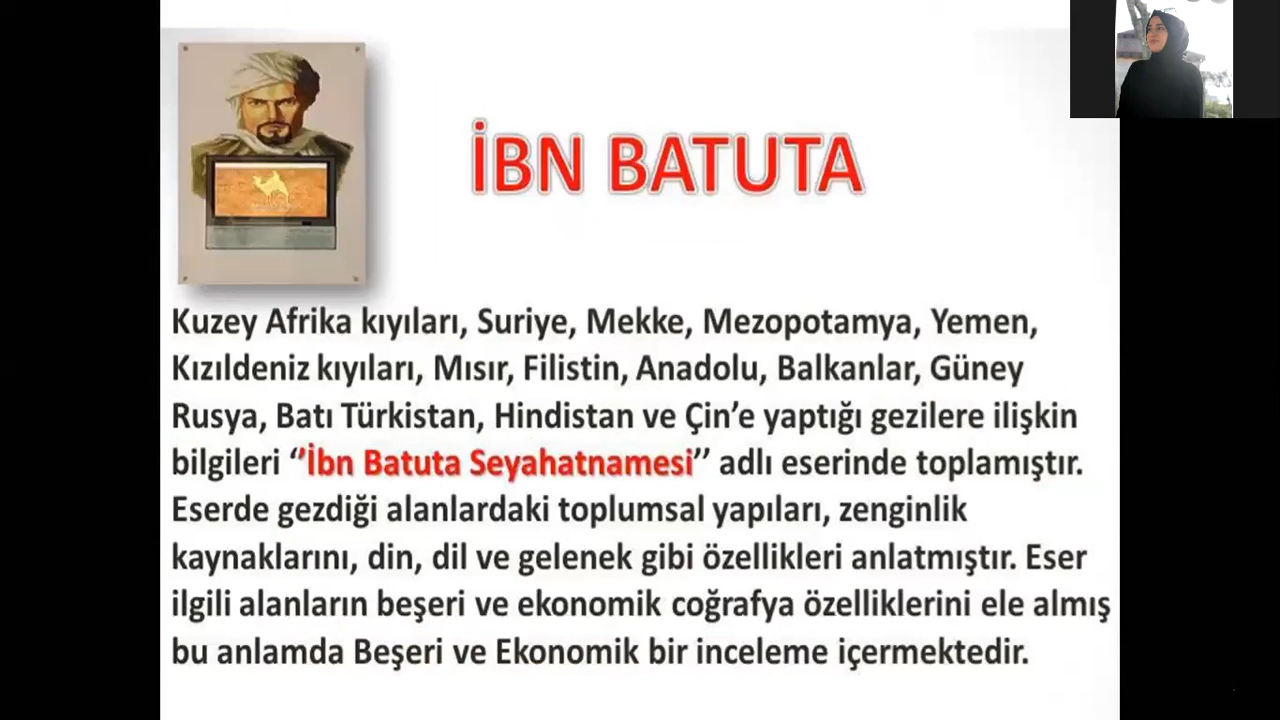 İBN BATUTA
Kuzey Afrika kıyıları, Suriye, Mekke, Mezopotamya, Yemen,
Kızıldeniz kıyıları, Mısır, Filistin, Anadolu, Balkanlar, Güney
Rusya, Batı Türkistan, Hindistan ve Çin’e yaptığı gezilere ilişkin
bilgileri ‘’İbn Batuta Seyahatnamesi’’ adlı eserinde toplamıştır.
Eserde gezdiği alanlardaki toplumsal yapıları, zenginlik
kaynaklarını, din, dil ve gelenek gibi özellikleri anlatmıştır. Eser
ilgili alanların beşeri ve ekonomik coğrafya özelliklerini ele almış
bu anlamda Beşeri ve Ekonomik bir inceleme içermektedir.